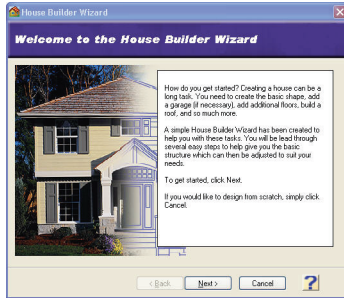 House Builder Wizard
Welcome to the House Builder Wizard
How do you get started? Creating a house can be a
long task. You need to create the basic shape, add
a garage (if necessary), add additional floors, build a
roof, and so much more.
A simple House Builder Wizard has been created to
help you with these tasks. You will be lead through
several easy steps to help give you the basic
structure which can then be adjusted to suit your
needs.
To get started, click Next.
If you would like to design from scratch, simply click
Cancel.
< Back Next > Cancel ?